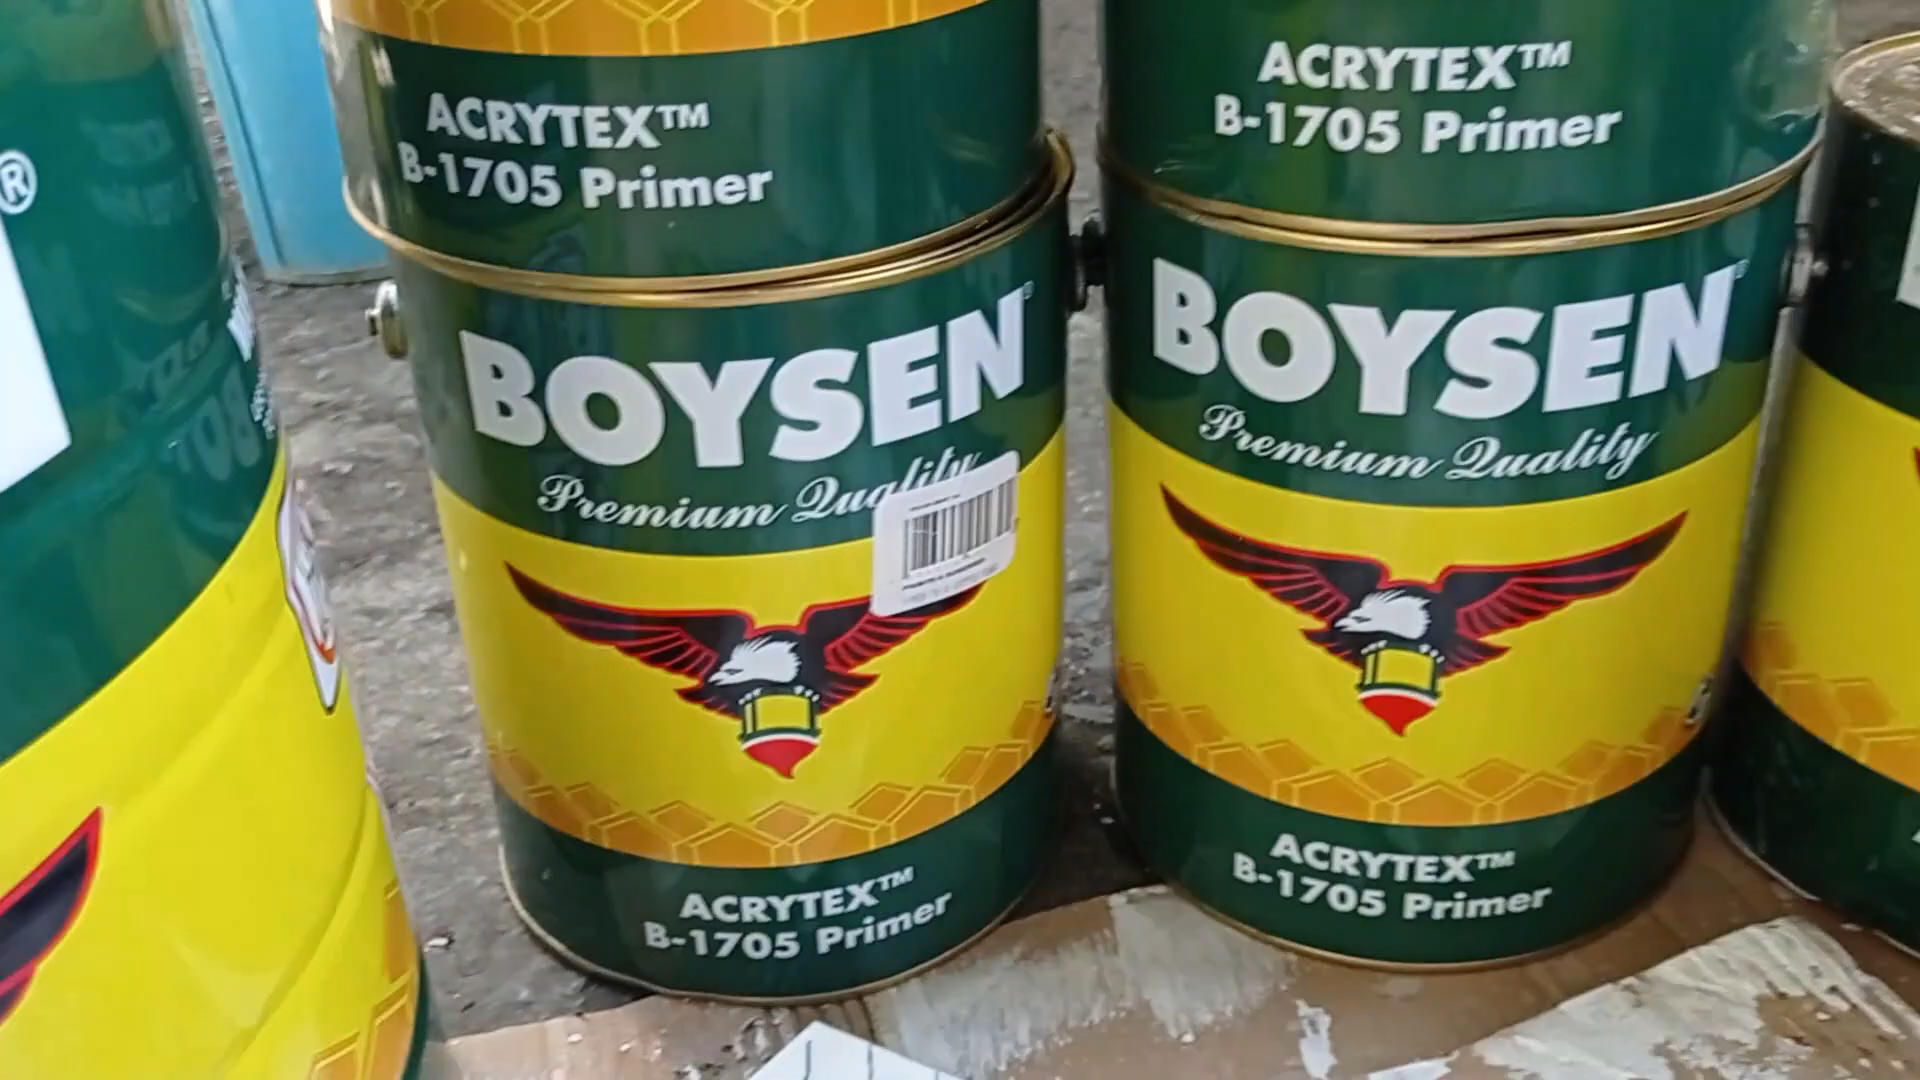 ACRYTEX™
B-1705 Primer
ACRYTEX™
B-1705 Primer
®
BOYSEN®
Premium Quality
BOYSEN®
Premium Quality
ACRYTEX™
B-1705 Primer
ACRYTEX™
B-1705 Primer